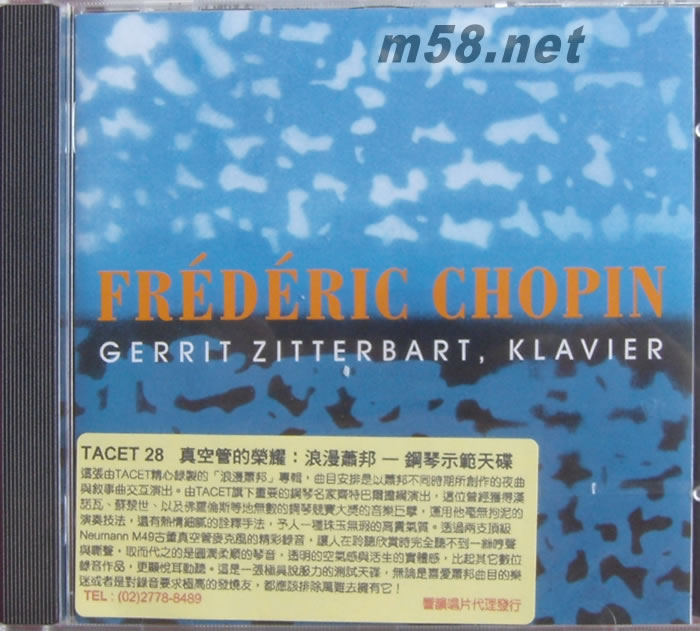 m58.net
FRÉDÉRIC CHOPIN
GERRIT ZITTERBART, KLAVIER
TACET 28 真空管的榮耀：浪漫蕭邦 — 鋼琴示範天碟
這張由TACET精心錄製的「浪漫蕭邦」專輯，曲目安排是以蕭邦不同時期所創作的夜曲
與敘事曲交互演出。由TACET旗下重要的鋼琴名家齊特巴爾擔綱演出，這位曾經獲得漢
諾瓦、蘇黎世、以及佛羅倫斯等地無數的鋼琴競賽大獎的音樂巨擘，運用他毫無拘泥的
演奏技法，還有熱情細膩的詮釋手法，予人一種珠玉無瑕的高貴氣質。透過兩支頂級
Neumann M49古董真空管麥克風的精彩錄音，讓人在聆聽欣賞時完全聽不到一絲哼聲
與嘶聲，取而代之的是圓潤柔順的琴音，透明的空氣感與活生的實體感，比起其它數位
錄音作品，更顯悅耳動聽。這是一張極具說服力的測試天碟，無論是喜愛蕭邦曲目的樂
迷或者是對錄音要求極高的發燒友，都應該排除萬難去擁有它！
TEL : (02)2778-8489
響韻唱片代理發行